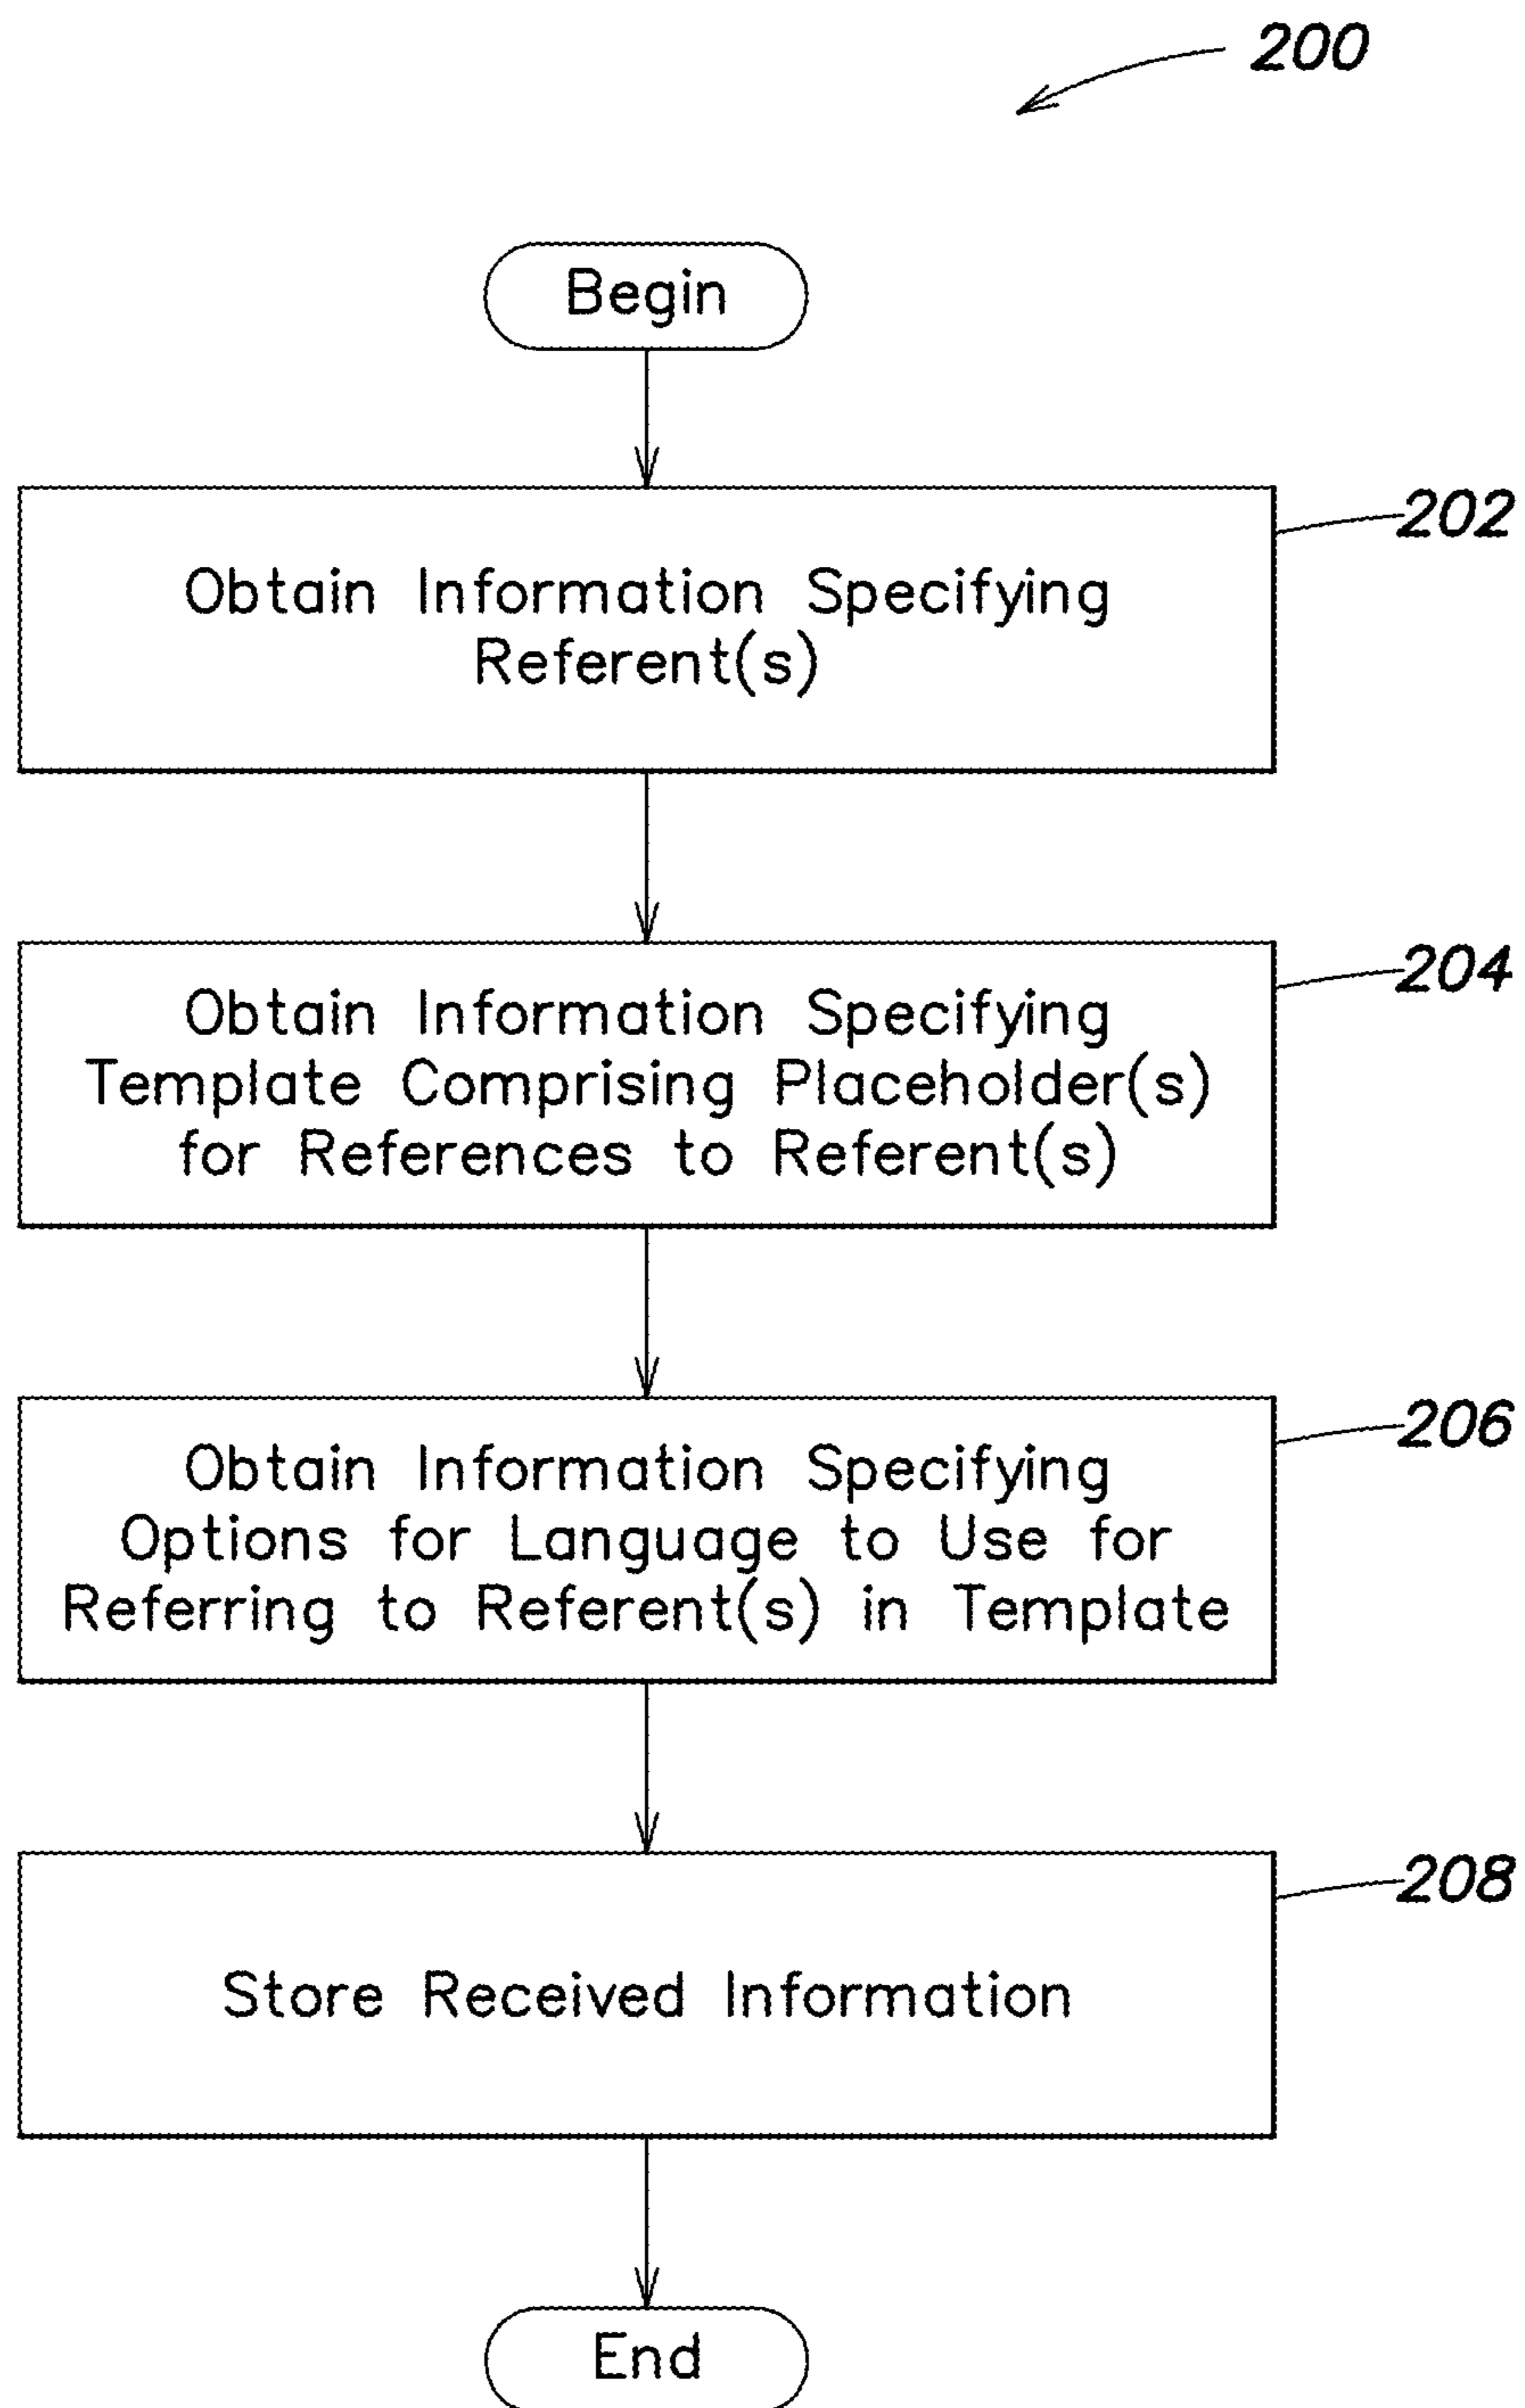 200
Begin
202
Obtain Information Specifying
Referent(s)
204
Obtain Information Specifying
Template Comprising Placeholder(s)
for References to Referent(s)
206
Obtain Information Specifying
Options for Language to Use for
Referring to Referent(s) in Template
208
Store Received Information
End